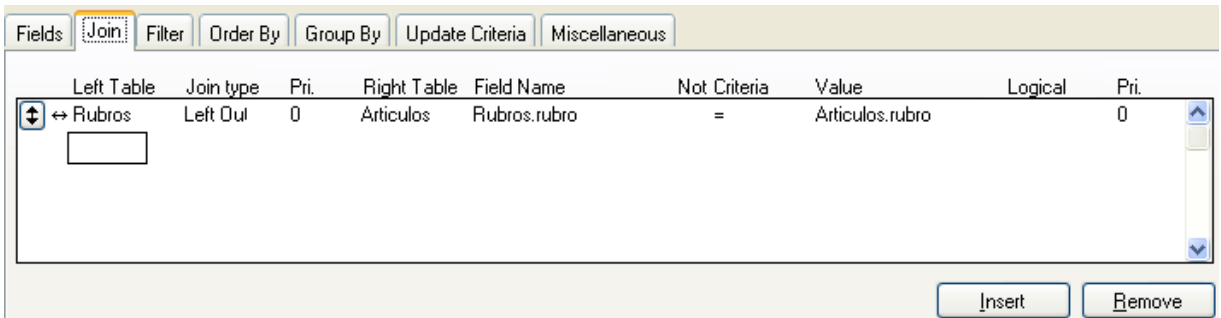 Fields Join Filter Order By Group By Update Criteria Miscellaneous
Left Table Join type Pri. Right Table Field Name Not Criteria Value Logical Pri.
Rubros Left Out 0 Articulos Rubros.rubro = Articulos.rubro 0
Insert Remove